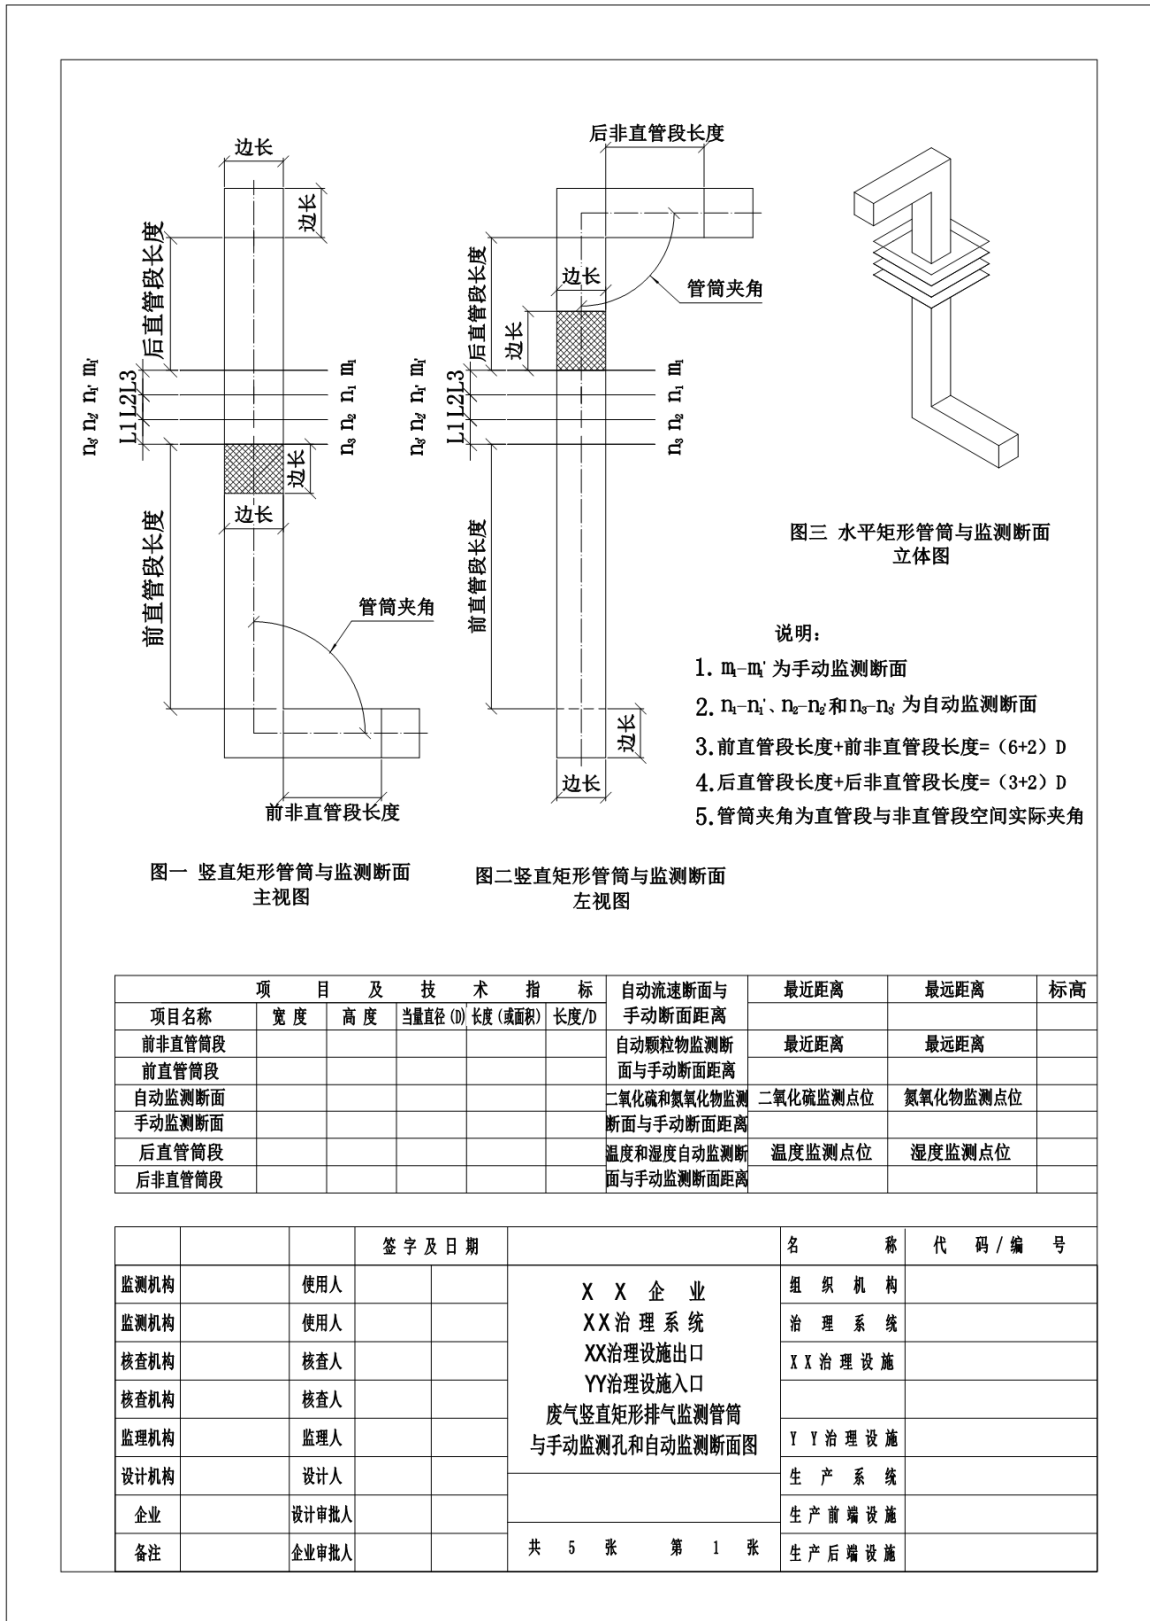 后非直管段长度
边长
边长
后直管段长度
后直管段长度
边长
管筒夹角
边长
m₁' n₁' n₂' n₃'
L1L2L3
m₁ n₁ n₂ n₃
m₁' n₁' n₂' n₃'
L1L2L3
m₁ n₁ n₂ n₃
边长
边长
前直管段长度
前直管段长度
管筒夹角
边长
边长
前非直管段长度
图一 竖直矩形管筒与监测断面
主视图
图二竖直矩形管筒与监测断面
左视图
图三 水平矩形管筒与监测断面
立体图
说明:
1. m₁-m₁' 为手动监测断面
2. n₁-n₁'、n₂-n₂'和n₃-n₃' 为自动监测断面
3.前直管段长度+前非直管段长度=(6+2)D
4.后直管段长度+后非直管段长度=(3+2)D
5.管筒夹角为直管段与非直管段空间实际夹角
项 目 及 技 术 指 标
项目名称 宽度 高度 当量直径(D) 长度(或面积) 长度/D
前非直管筒段
前直管筒段
自动监测断面
手动监测断面
后直管筒段
后非直管筒段
自动流速断面与
手动断面距离
最近距离 最远距离 标高
自动颗粒物监测断
面与手动断面距离
最近距离 最远距离
二氧化硫和氮氧化物监测
断面与手动断面距离
二氧化硫监测点位 氮氧化物监测点位
温度和湿度自动监测断
面与手动监测断面距离
温度监测点位 湿度监测点位
签字及日期
监测机构 使用人
监测机构 使用人
核查机构 核查人
核查机构 核查人
监理机构 监理人
设计机构 设计人
企业 设计审批人
备注 企业审批人
X X 企 业
XX治理系统
XX治理设施出口
YY治理设施入口
废气竖直矩形排气监测管筒
与手动监测孔和自动监测断面图
共 5 张 第 1 张
名 称 代 码/编 号
组织机构
治理系统
XX治理设施
YY治理设施
生产系统
生产前端设施
生产后端设施